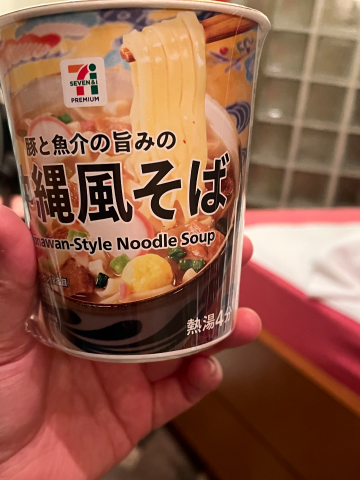 7
SEVEN&i
PREMIUM
豚と魚介の旨みの
縄風そば
nawan-Style Noodle Soup
熱湯4分